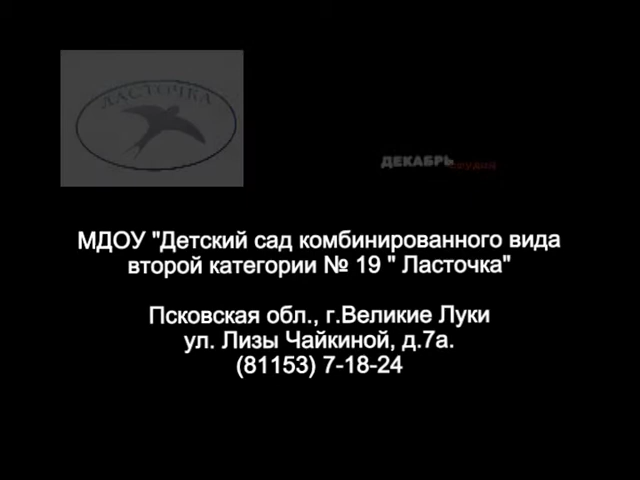 ЛАСТОЧКА
ДЕКАБРЬ студия
МДОУ "Детский сад комбинированного вида
второй категории № 19 " Ласточка"
Псковская обл., г.Великие Луки
ул. Лизы Чайкиной, д.7а.
(81153) 7-18-24